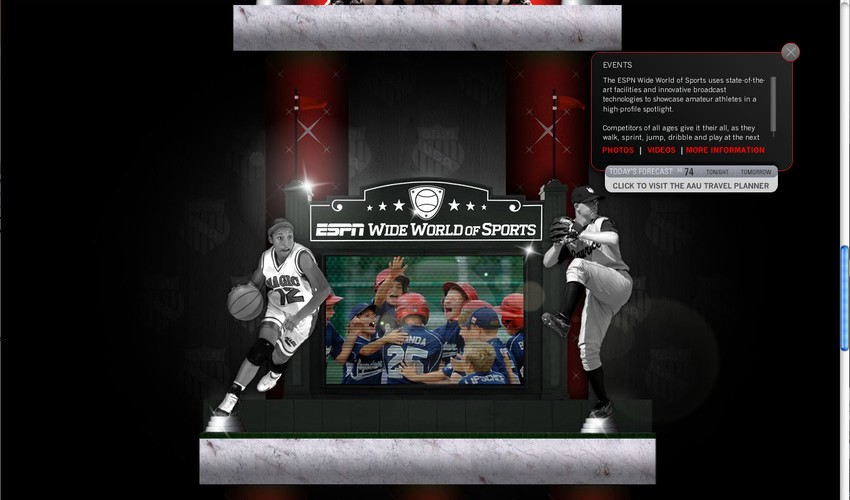 EVENTS
The ESPN Wide World of Sports uses state-of-the-
art facilities and innovative broadcast
technologies to showcase amateur athletes in a
high-profile spotlight.
Competitors of all ages give it their all, as they
walk, sprint, jump, dribble and play at the next
PHOTOS | VIDEOS | MORE INFORMATION
TODAY'S FORECAST 74 TONIGHT TOMORROW
CLICK TO VISIT THE AAU TRAVEL PLANNER
ESPN WIDE WORLD OF SPORTS
MAGIC
12
25